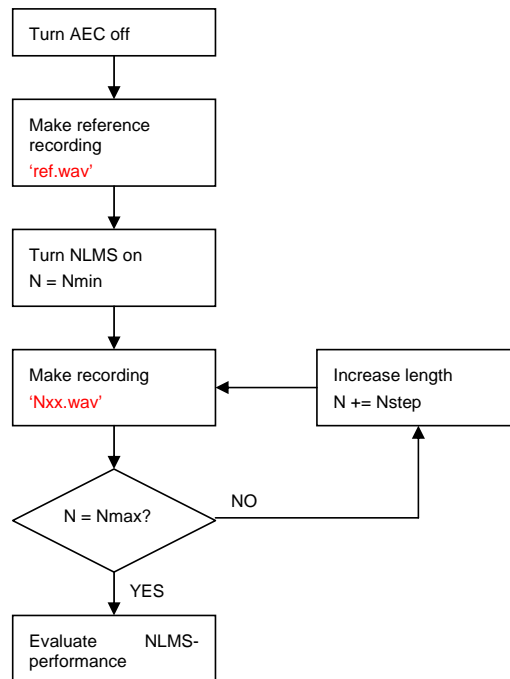 Turn AEC off
Make reference
recording
‘ref.wav’
Turn NLMS on
N = Nmin
Make recording
‘Nxx.wav’
Increase length
N += Nstep
N = Nmax?
NO
YES
Evaluate NLMS-
performance